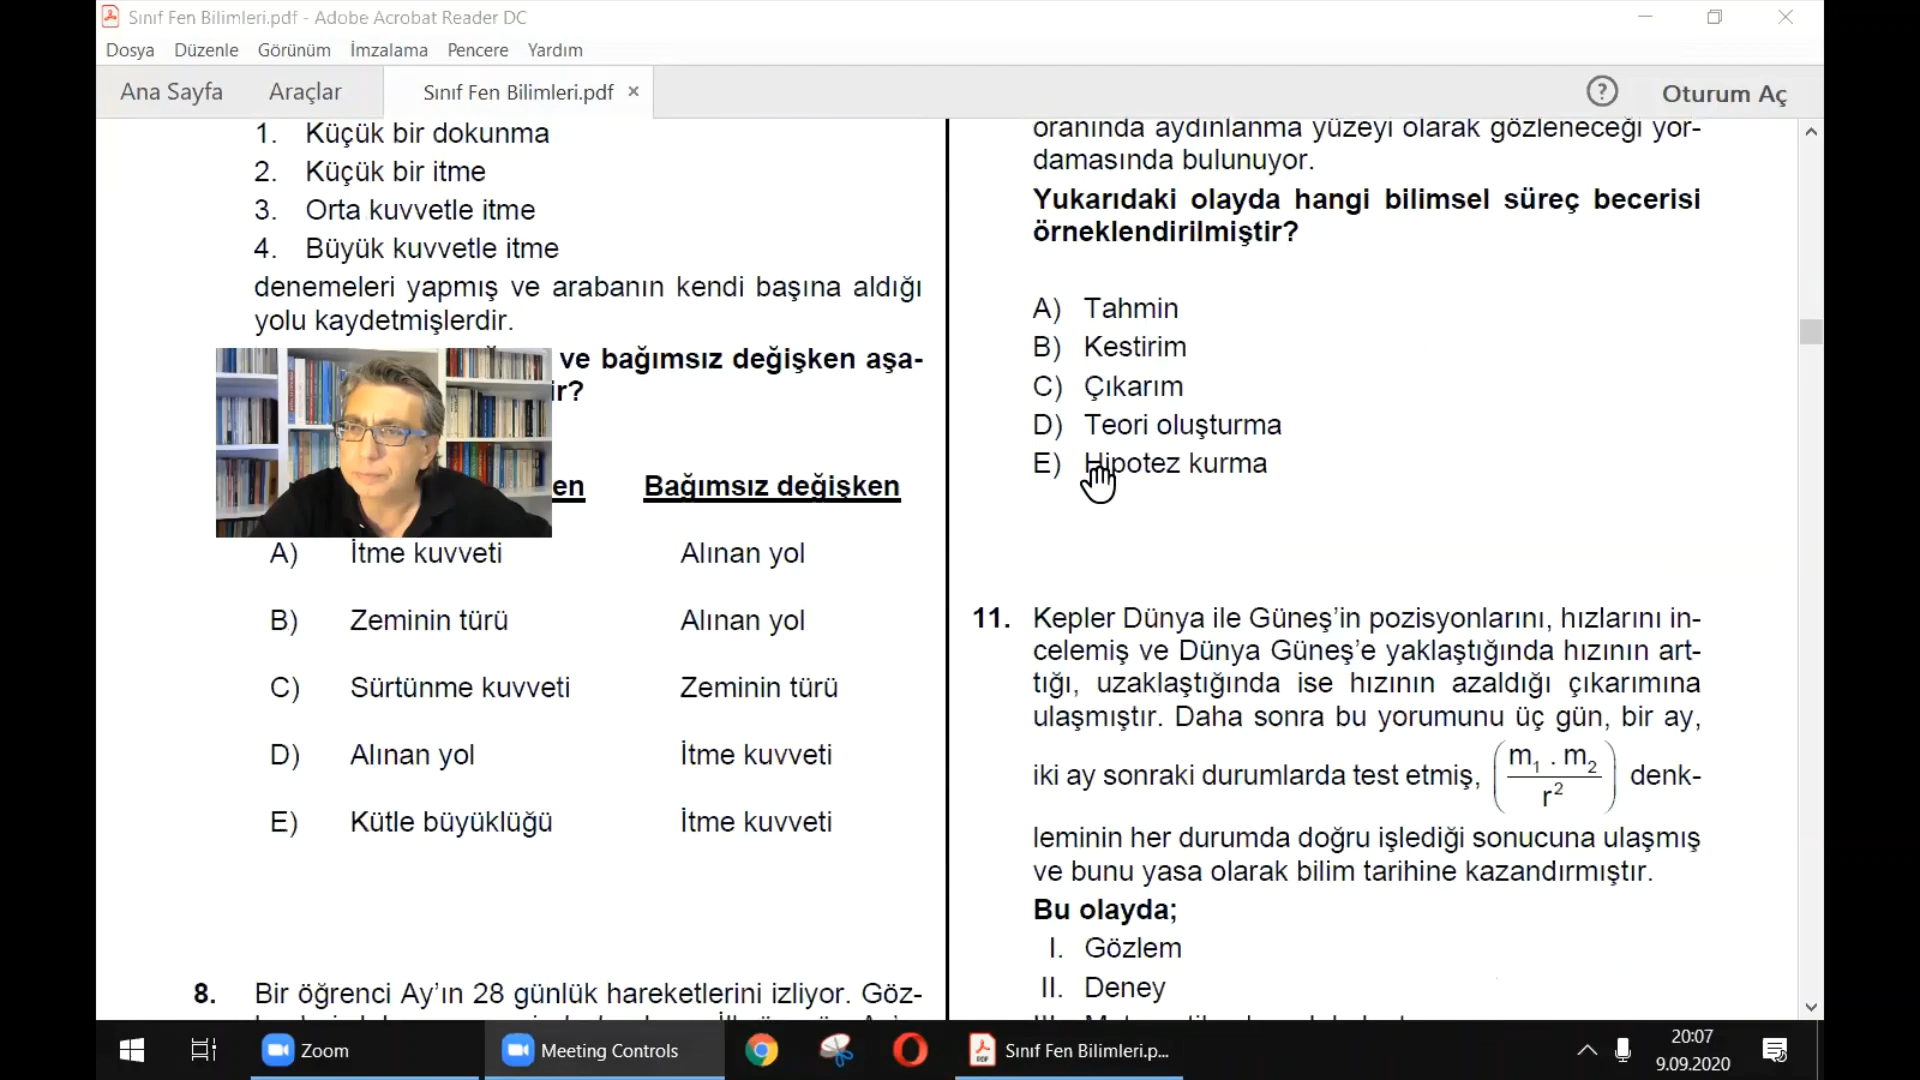 Sınıf Fen Bilimleri.pdf - Adobe Acrobat Reader DC
Dosya Düzenle Görünüm İmzalama Pencere Yardım
Ana Sayfa Araçlar Sınıf Fen Bilimleri.pdf × ? Oturum Aç
1. Küçük bir dokunma
2. Küçük bir itme
3. Orta kuvvetle itme
4. Büyük kuvvetle itme
denemeleri yapmış ve arabanın kendi başına aldığı
yolu kaydetmişlerdir.
ve bağımsız değişken aşa-
ir?
en Bağımsız değişken
A) İtme kuvveti Alınan yol
B) Zeminin türü Alınan yol
C) Sürtünme kuvveti Zeminin türü
D) Alınan yol İtme kuvveti
E) Kütle büyüklüğü İtme kuvveti
8. Bir öğrenci Ay’ın 28 günlük hareketlerini izliyor. Göz-
oranında aydınlanma yüzeyi olarak gözleneceği yor-
damasında bulunuyor.
Yukarıdaki olayda hangi bilimsel süreç becerisi
örneklendirilmiştir?
A) Tahmin
B) Kestirim
C) Çıkarım
D) Teori oluşturma
E) Hipotez kurma
11. Kepler Dünya ile Güneş’in pozisyonlarını, hızlarını in-
celemiş ve Dünya Güneş’e yaklaştığında hızının art-
tığı, uzaklaştığında ise hızının azaldığı çıkarımına
ulaşmıştır. Daha sonra bu yorumunu üç gün, bir ay,
iki ay sonraki durumlarda test etmiş, (m₁ . m₂ / r²) denk-
leminin her durumda doğru işlediği sonucuna ulaşmış
ve bunu yasa olarak bilim tarihine kazandırmıştır.
Bu olayda;
I. Gözlem
II. Deney
Zoom Meeting Controls Sınıf Fen Bilimleri.p... 20:07
9.09.2020